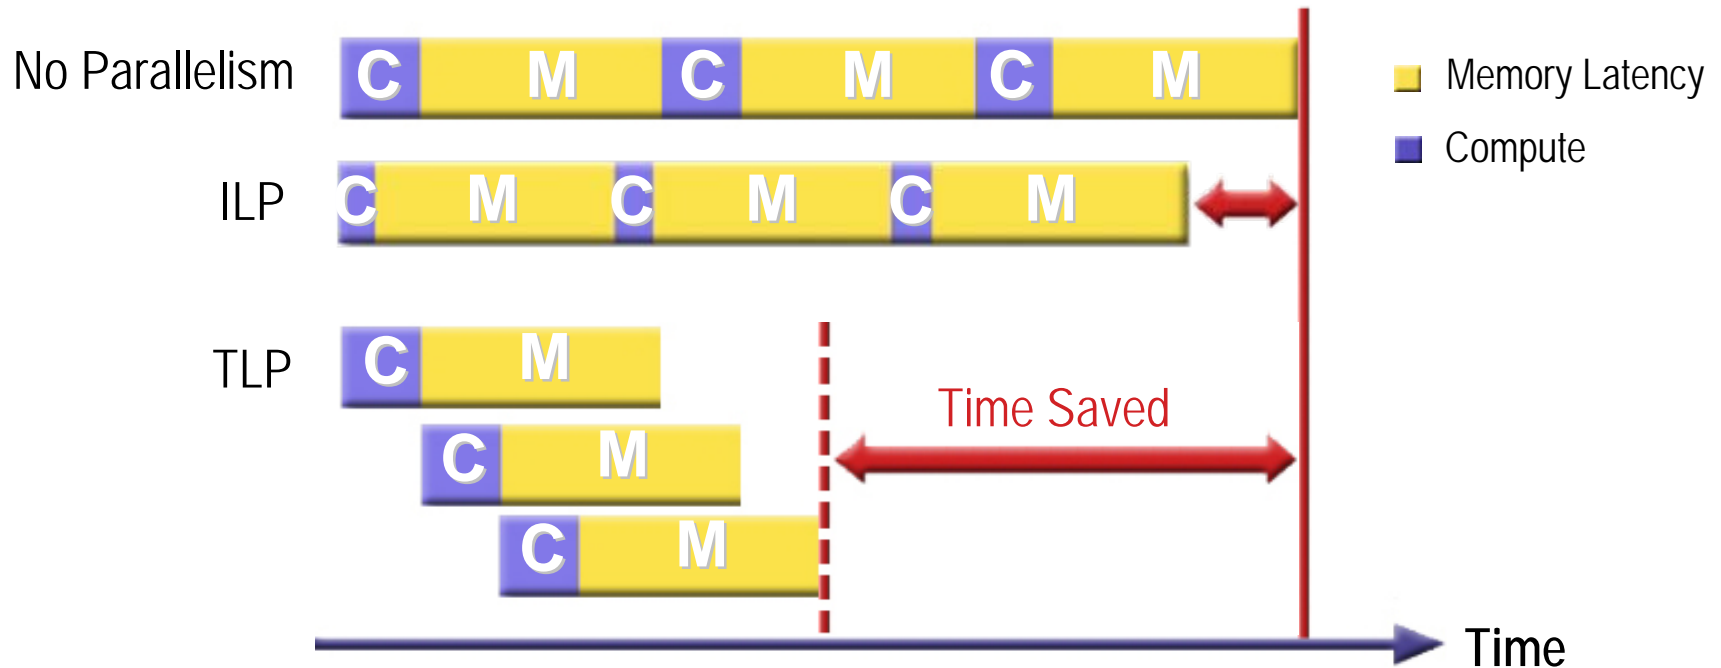 No Parallelism C M C M C M
Memory Latency
Compute
ILP C M C M C M
TLP C M
Time Saved
C M
C M
Time